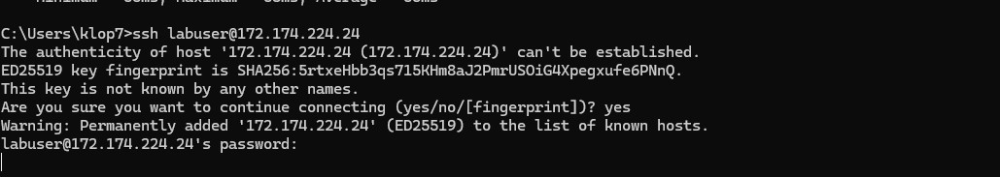 C:\Users\klop7>ssh labuser@172.174.224.24
The authenticity of host '172.174.224.24 (172.174.224.24)' can't be established.
ED25519 key fingerprint is SHA256:5rtxeHbb3qs715KHm8aJ2PmrUSOiG4Xpegxufe6PNnQ.
This key is not known by any other names.
Are you sure you want to continue connecting (yes/no/[fingerprint])? yes
Warning: Permanently added '172.174.224.24' (ED25519) to the list of known hosts.
labuser@172.174.224.24's password: